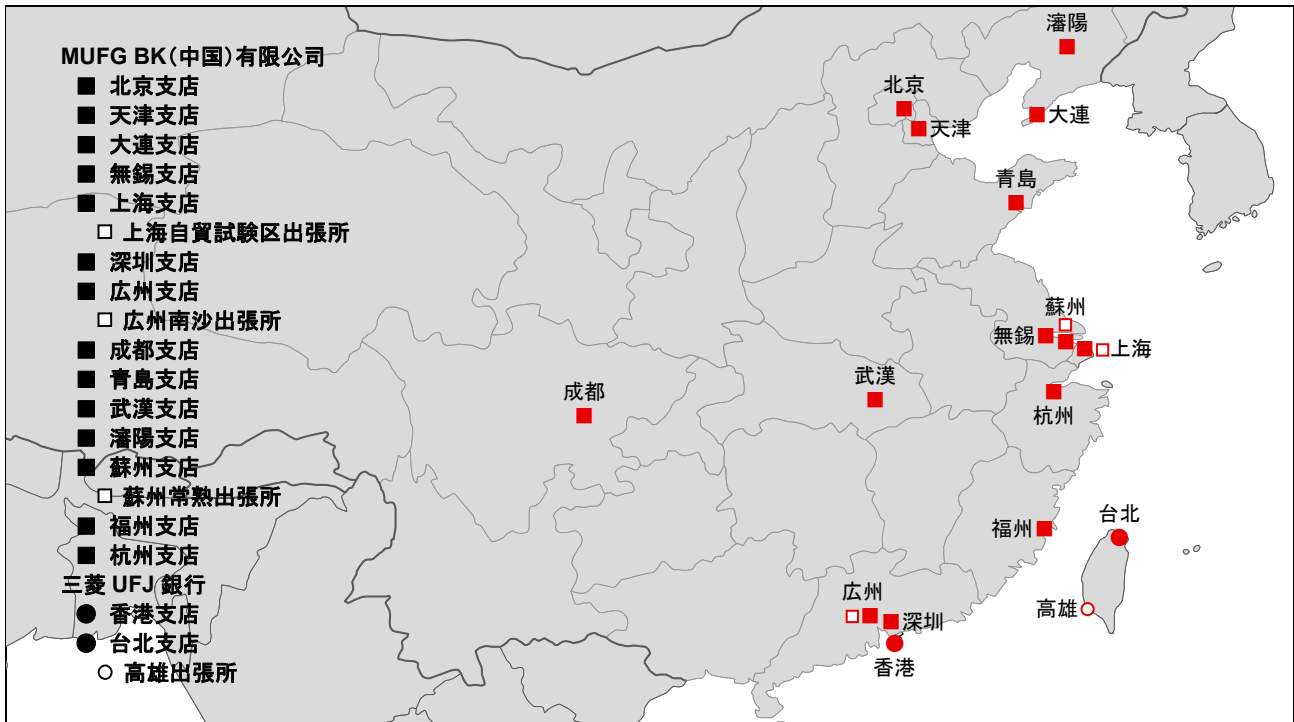 MUFG BK(中国)有限公司
■ 北京支店
■ 天津支店
■ 大連支店
■ 無錫支店
■ 上海支店
□ 上海自貿試験区出張所
■ 深圳支店
■ 広州支店
□ 広州南沙出張所
■ 成都支店
■ 青島支店
■ 武漢支店
■ 瀋陽支店
■ 蘇州支店
□ 蘇州常熟出張所
■ 福州支店
■ 杭州支店
三菱 UFJ 銀行
● 香港支店
● 台北支店
○ 高雄出張所
瀋陽
北京
大連
天津
青島
蘇州
無錫
上海
武漢
成都
杭州
台北
福州
広州
高雄
深圳
香港